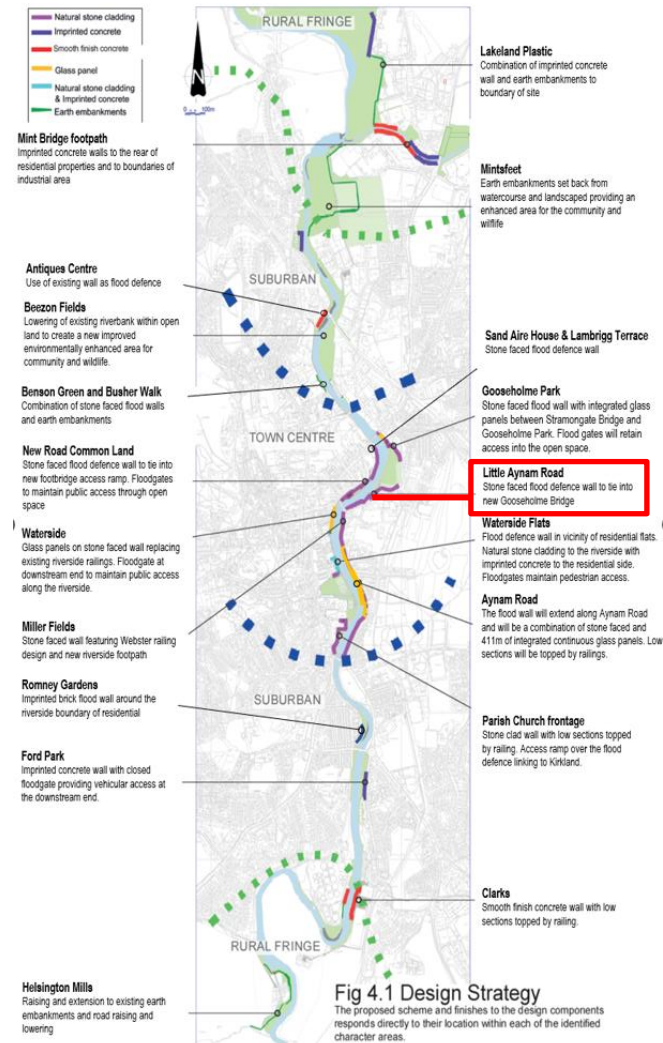 Natural stone cladding
Imprinted concrete
Smooth finish concrete
Glass panel
Natural stone cladding
& Imprinted concrete
Earth embankments
N
0 100m
RURAL FRINGE
Lakeland Plastic
Combination of imprinted concrete
wall and earth embankments to
boundary of site
Mint Bridge footpath
Imprinted concrete walls to the rear of
residential properties and to boundaries of
industrial area
Mintsfeet
Earth embankments set back from
watercourse and landscaped providing an
enhanced area for the community and
wiflife
Antiques Centre
Use of existing wall as flood defence
SUBURBAN
Beezon Fields
Lowering of existing riverbank within open
land to create a new improved
environmentally enhanced area for
community and wildlife.
Sand Aire House & Lambrigg Terrace
Stone faced flood defence wall
Benson Green and Busher Walk
Combination of stone faced flood walls
and earth embankments
Gooseholme Park
Stone faced flood wall with integrated glass
panels between Stramongate Bridge and
Gooseholme Park. Flood gates will retain
access into the open space.
TOWN CENTRE
New Road Common Land
Stone faced flood defence wall to tie into
new footbridge access ramp. Floodgates
to maintain public access through open
space
Little Aynam Road
Stone faced flood defence wall to tie into
new Gooseholme Bridge
Waterside
Glass panels on stone faced wall replacing
existing riverside railings. Floodgate at
downstream end to maintain public access
along the riverside.
Waterside Flats
Flood defence wall in vicinity of residential flats.
Natural stone cladding to the riverside with
imprinted concrete to the residential side.
Floodgates maintain pedestrian access.
Aynam Road
The flood wall will extend along Aynam Road
and will be a combination of stone faced and
411m of integrated continuous glass panels. Low
sections will be topped by railings.
Miller Fields
Stone faced wall featuring Webster railing
design and new riverside footpath
Romney Gardens
Imprinted brick flood wall around the
riverside boundary of residential
SUBURBAN
Parish Church frontage
Stone clad wall with low sections topped
by railing. Access ramp over the flood
defence linking to Kirkland.
Ford Park
Imprinted concrete wall with closed
floodgate providing vehicular access at
the downstream end.
Clarks
Smooth finish concrete wall with low
sections topped by railing.
RURAL FRINGE
Helsington Mills
Raising and extension to existing earth
embankments and road raising and
lowering
Fig 4.1 Design Strategy
The proposed scheme and finishes to the design components
responds directly to their location within each of the identified
character areas.